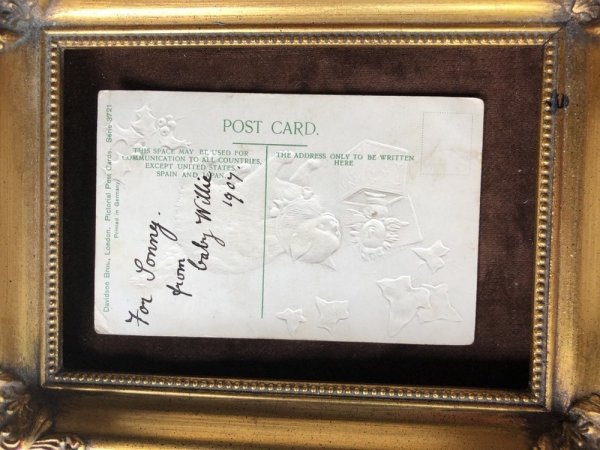 Davidson Bros., London. Pictorial Post Cards. Serie 9721
Printed in Germany
POST CARD.
THIS SPACE MAY BE USED FOR
COMMUNICATION TO ALL COUNTRIES,
EXCEPT UNITED STATES,
SPAIN AND JAPAN.
THE ADDRESS ONLY TO BE WRITTEN
HERE
For Sonny.
from
baby Willie
1907.